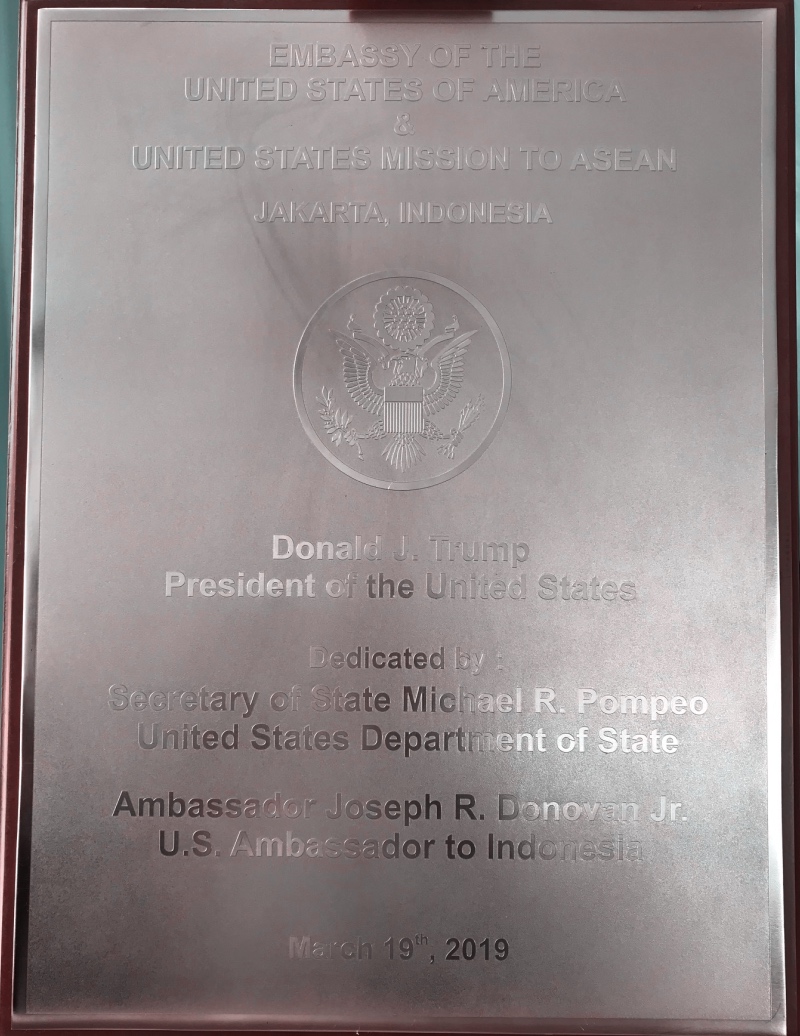 EMBASSY OF THE
UNITED STATES OF AMERICA
&
UNITED STATES MISSION TO ASEAN
JAKARTA, INDONESIA
Donald J. Trump
President of the United States
Dedicated by :
Secretary of State Michael R. Pompeo
United States Department of State
Ambassador Joseph R. Donovan Jr.
U.S. Ambassador to Indonesia
March 19th, 2019